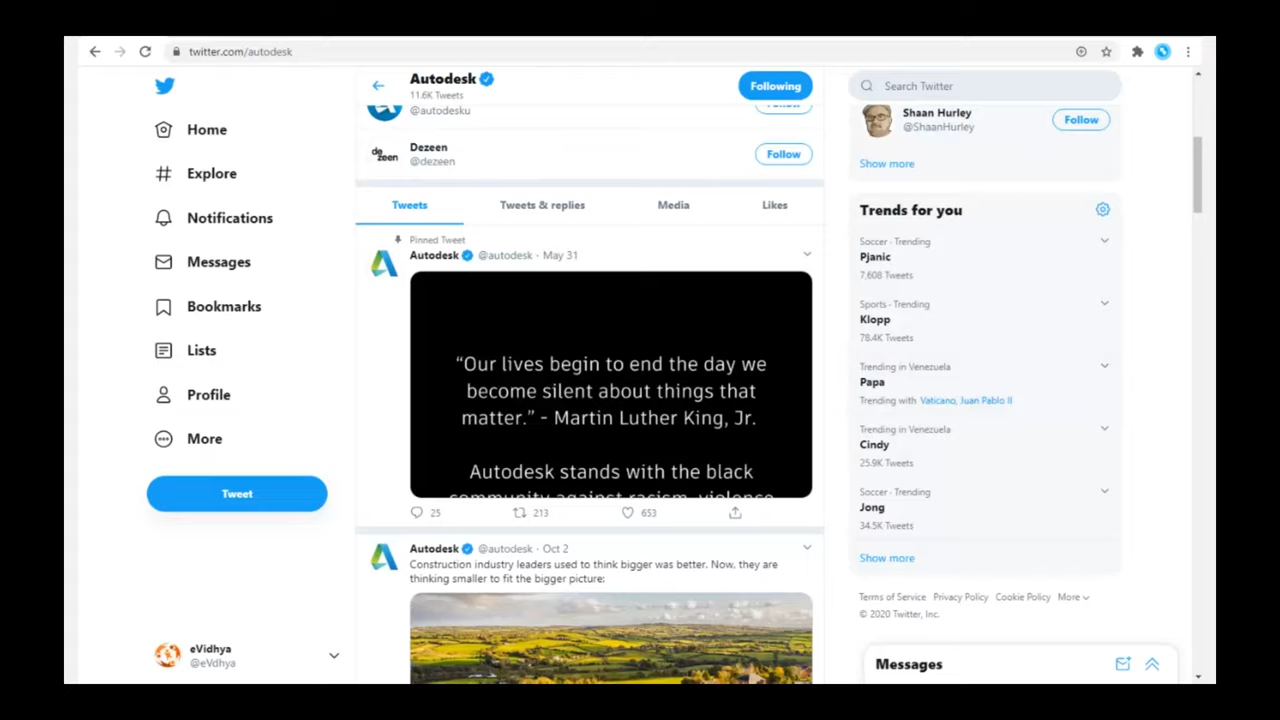 twitter.com/autodesk
Autodesk
11.6K Tweets
Following
Search Twitter
@autodesku
Home
Explore
Notifications
Messages
Bookmarks
Lists
Profile
More
Tweet
eVidhya
@eVdhya
dezeen
Dezeen
@dezeen
Follow
Tweets
Tweets & replies
Media
Likes
Pinned Tweet
Autodesk @autodesk · May 31
“Our lives begin to end the day we
become silent about things that
matter.” - Martin Luther King, Jr.
Autodesk stands with the black
community against racism, violence
25
213
653
Autodesk @autodesk · Oct 2
Construction industry leaders used to think bigger was better. Now, they are
thinking smaller to fit the bigger picture:
Shaan Hurley
@ShaanHurley
Follow
Show more
Trends for you
Soccer · Trending
Pjanic
7,608 Tweets
Sports · Trending
Klopp
78.4K Tweets
Trending in Venezuela
Papa
Trending with Vaticano, Juan Pablo II
Trending in Venezuela
Cindy
25.9K Tweets
Soccer · Trending
Jong
34.5K Tweets
Show more
Terms of Service Privacy Policy Cookie Policy More
© 2020 Twitter, Inc.
Messages